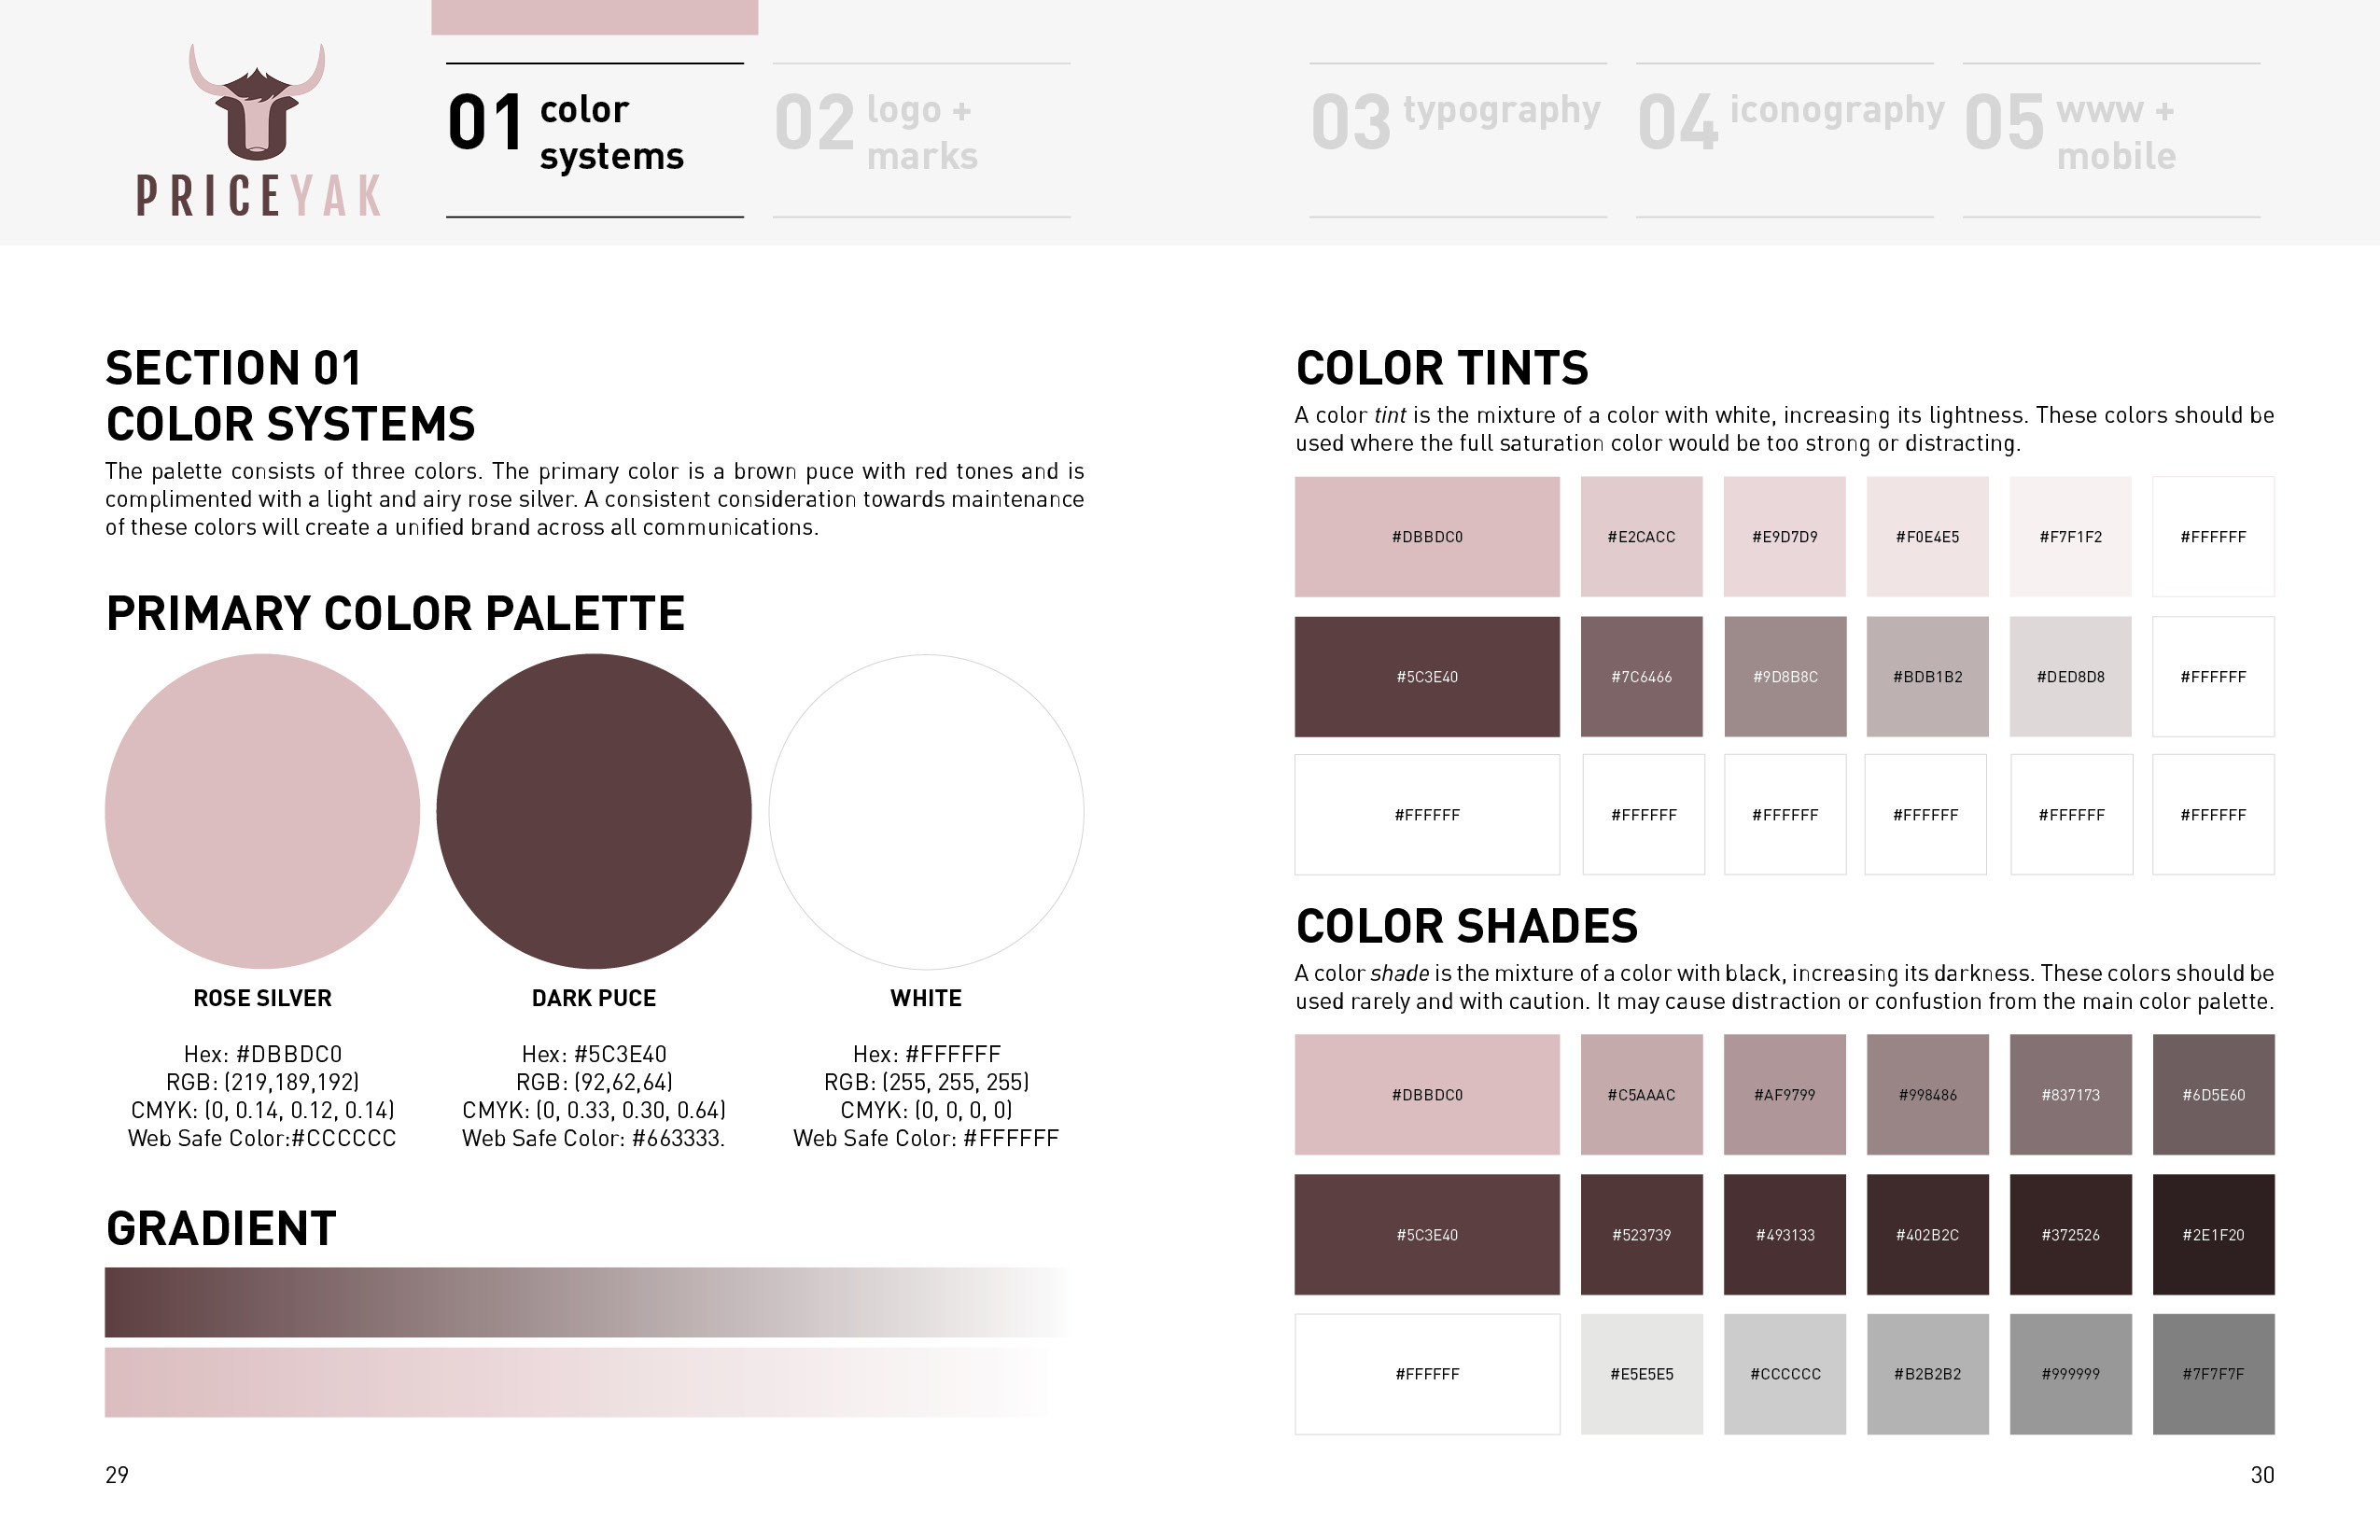 PRICEYAK
01 color
systems
02 logo +
marks
03 typography
04 iconography
05 www +
mobile
SECTION 01
COLOR SYSTEMS
The palette consists of three colors. The primary color is a brown puce with red tones and is
complimented with a light and airy rose silver. A consistent consideration towards maintenance
of these colors will create a unified brand across all communications.
PRIMARY COLOR PALETTE
ROSE SILVER
Hex: #DBBDC0
RGB: (219,189,192)
CMYK: (0, 0.14, 0.12, 0.14)
Web Safe Color:#CCCCCC
DARK PUCE
Hex: #5C3E40
RGB: (92,62,64)
CMYK: (0, 0.33, 0.30, 0.64)
Web Safe Color: #663333.
WHITE
Hex: #FFFFFF
RGB: (255, 255, 255)
CMYK: (0, 0, 0, 0)
Web Safe Color: #FFFFFF
GRADIENT
29
COLOR TINTS
A color tint is the mixture of a color with white, increasing its lightness. These colors should be
used where the full saturation color would be too strong or distracting.
#DBBDC0 #E2CACC #E9D7D9 #F0E4E5 #F7F1F2 #FFFFFF
#5C3E40 #7C6466 #9D8B8C #BDB1B2 #DED8D8 #FFFFFF
#FFFFFF #FFFFFF #FFFFFF #FFFFFF #FFFFFF #FFFFFF
COLOR SHADES
A color shade is the mixture of a color with black, increasing its darkness. These colors should be
used rarely and with caution. It may cause distraction or confustion from the main color palette.
#DBBDC0 #C5AAAC #AF9799 #998486 #837173 #6D5E60
#5C3E40 #523739 #493133 #402B2C #372526 #2E1F20
#FFFFFF #E5E5E5 #CCCCCC #B2B2B2 #999999 #7F7F7F
30